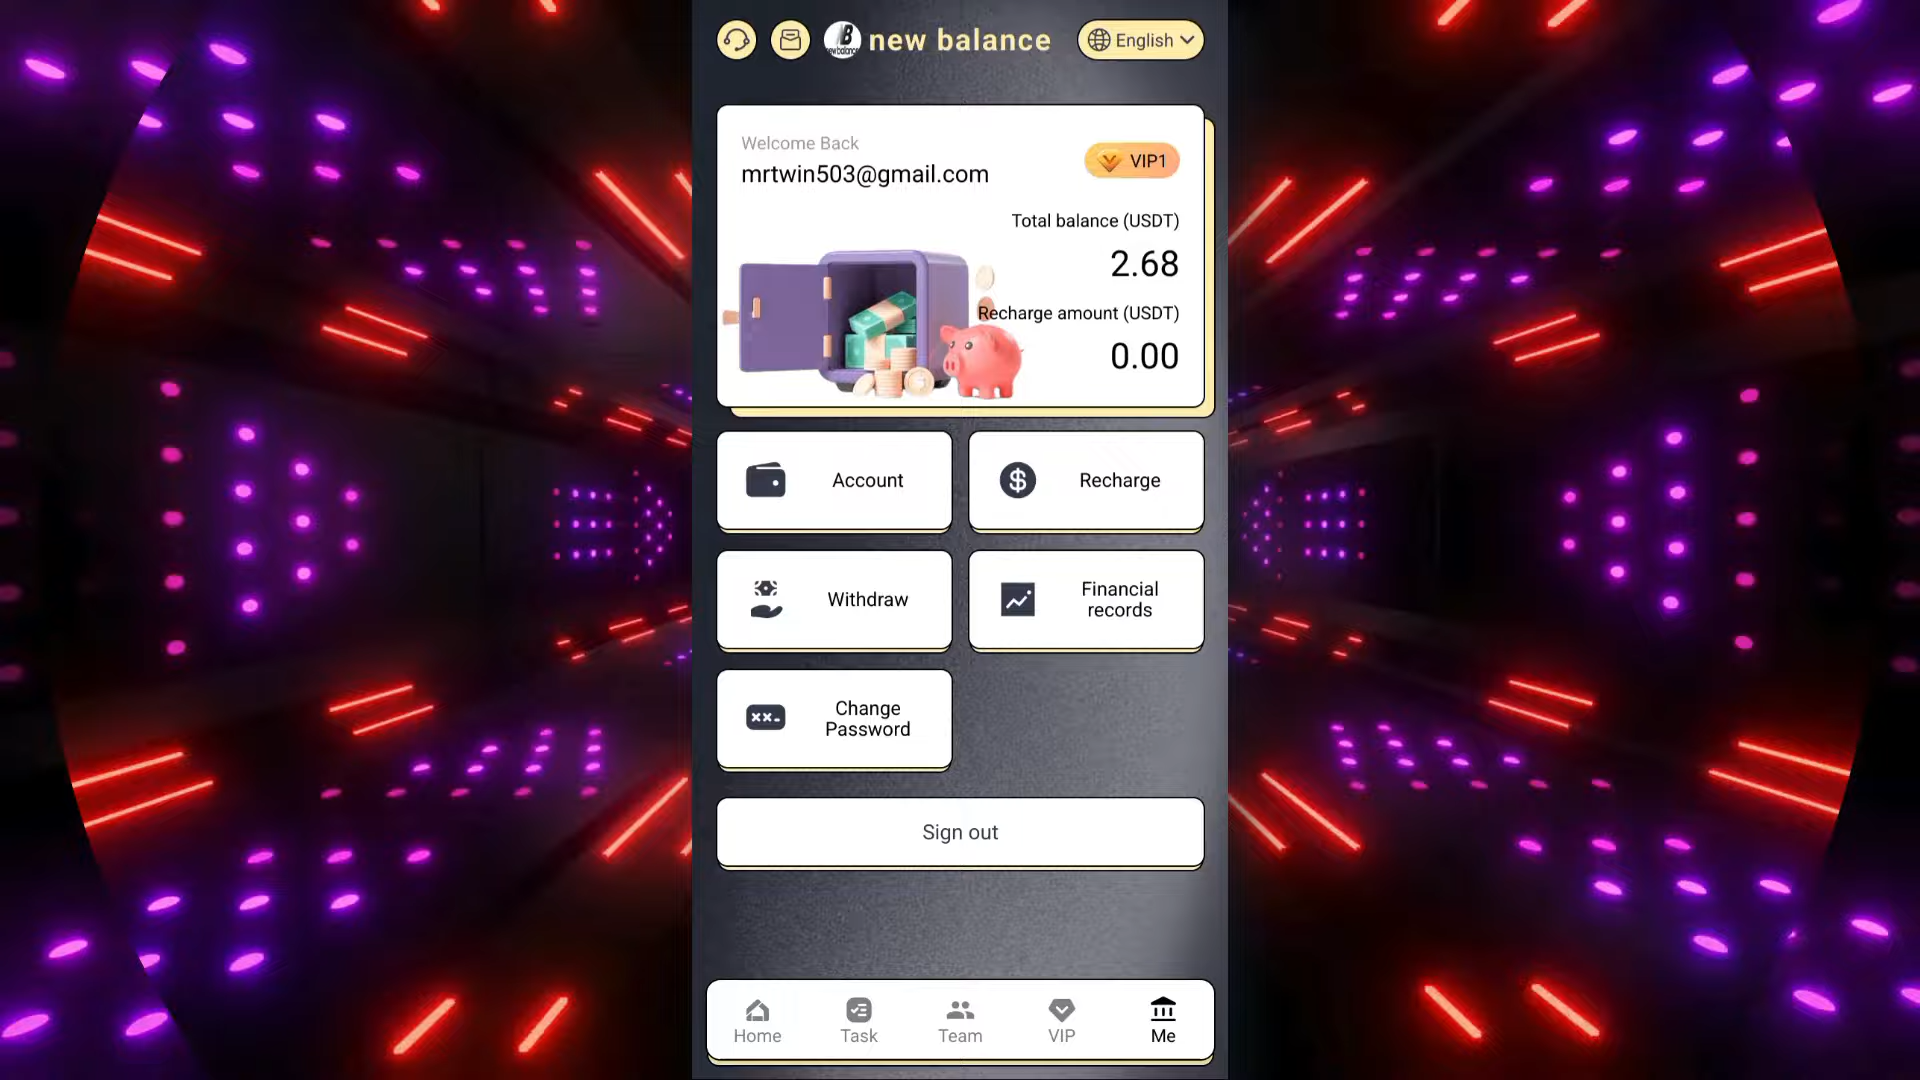 new balance
English
Welcome Back
mrtwin503@gmail.com
VIP1
Total balance (USDT)
2.68
Recharge amount (USDT)
0.00
Account
Recharge
Withdraw
Financial
records
Change
Password
Sign out
Home
Task
Team
VIP
Me